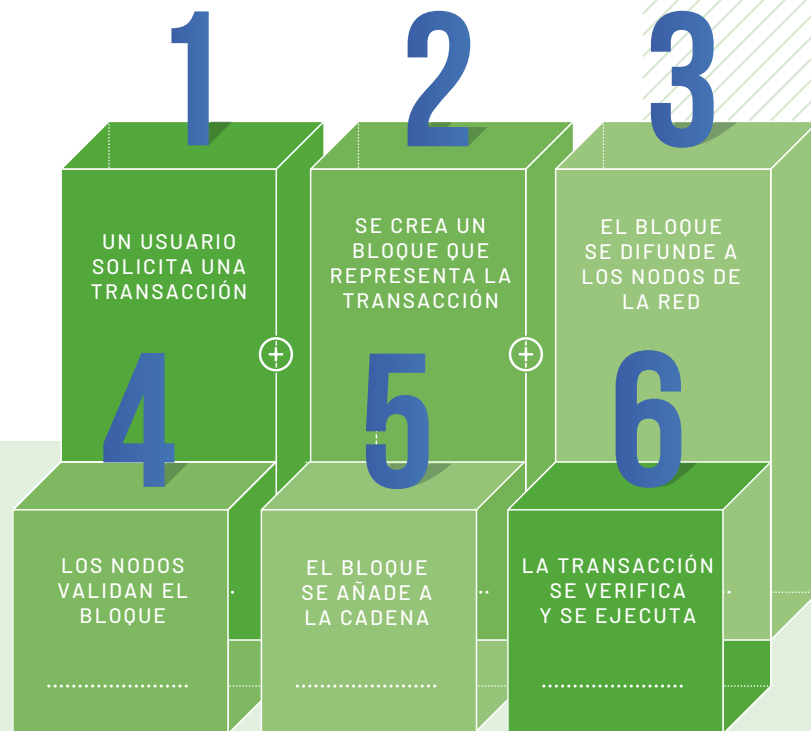 1
UN USUARIO
SOLICITA UNA
TRANSACCIÓN
2
SE CREA UN
BLOQUE QUE
REPRESENTA LA
TRANSACCIÓN
3
EL BLOQUE
SE DIFUNDE A
LOS NODOS DE
LA RED
4
LOS NODOS
VALIDAN EL
BLOQUE
5
EL BLOQUE
SE AÑADE A
LA CADENA
6
LA TRANSACCIÓN
SE VERIFICA
Y SE EJECUTA